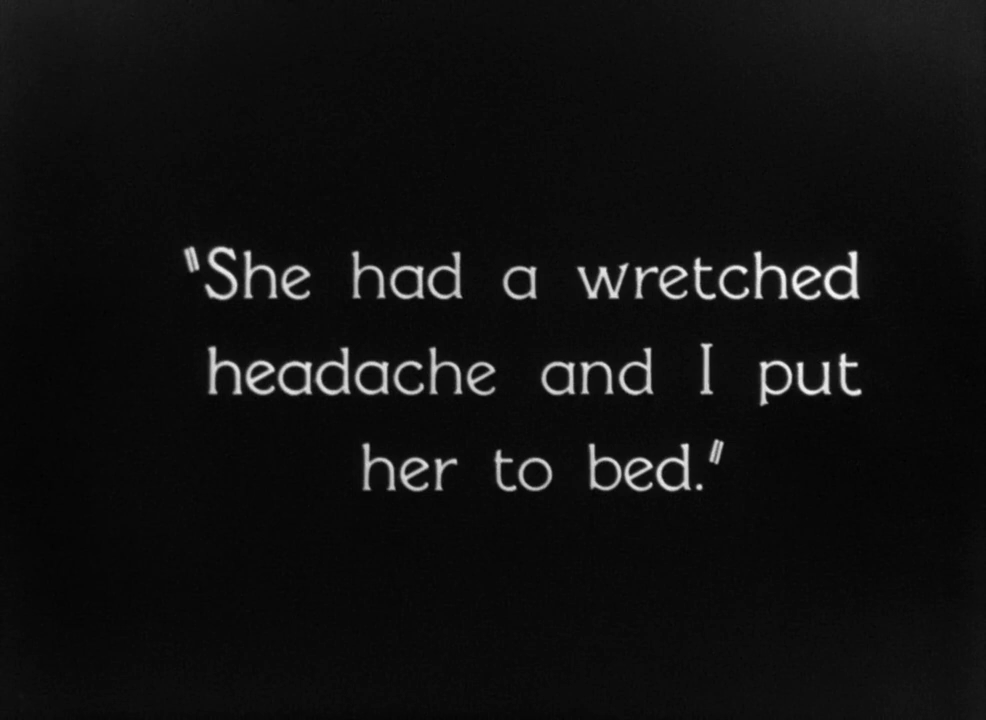 "She had a wretched
headache and I put
her to bed."